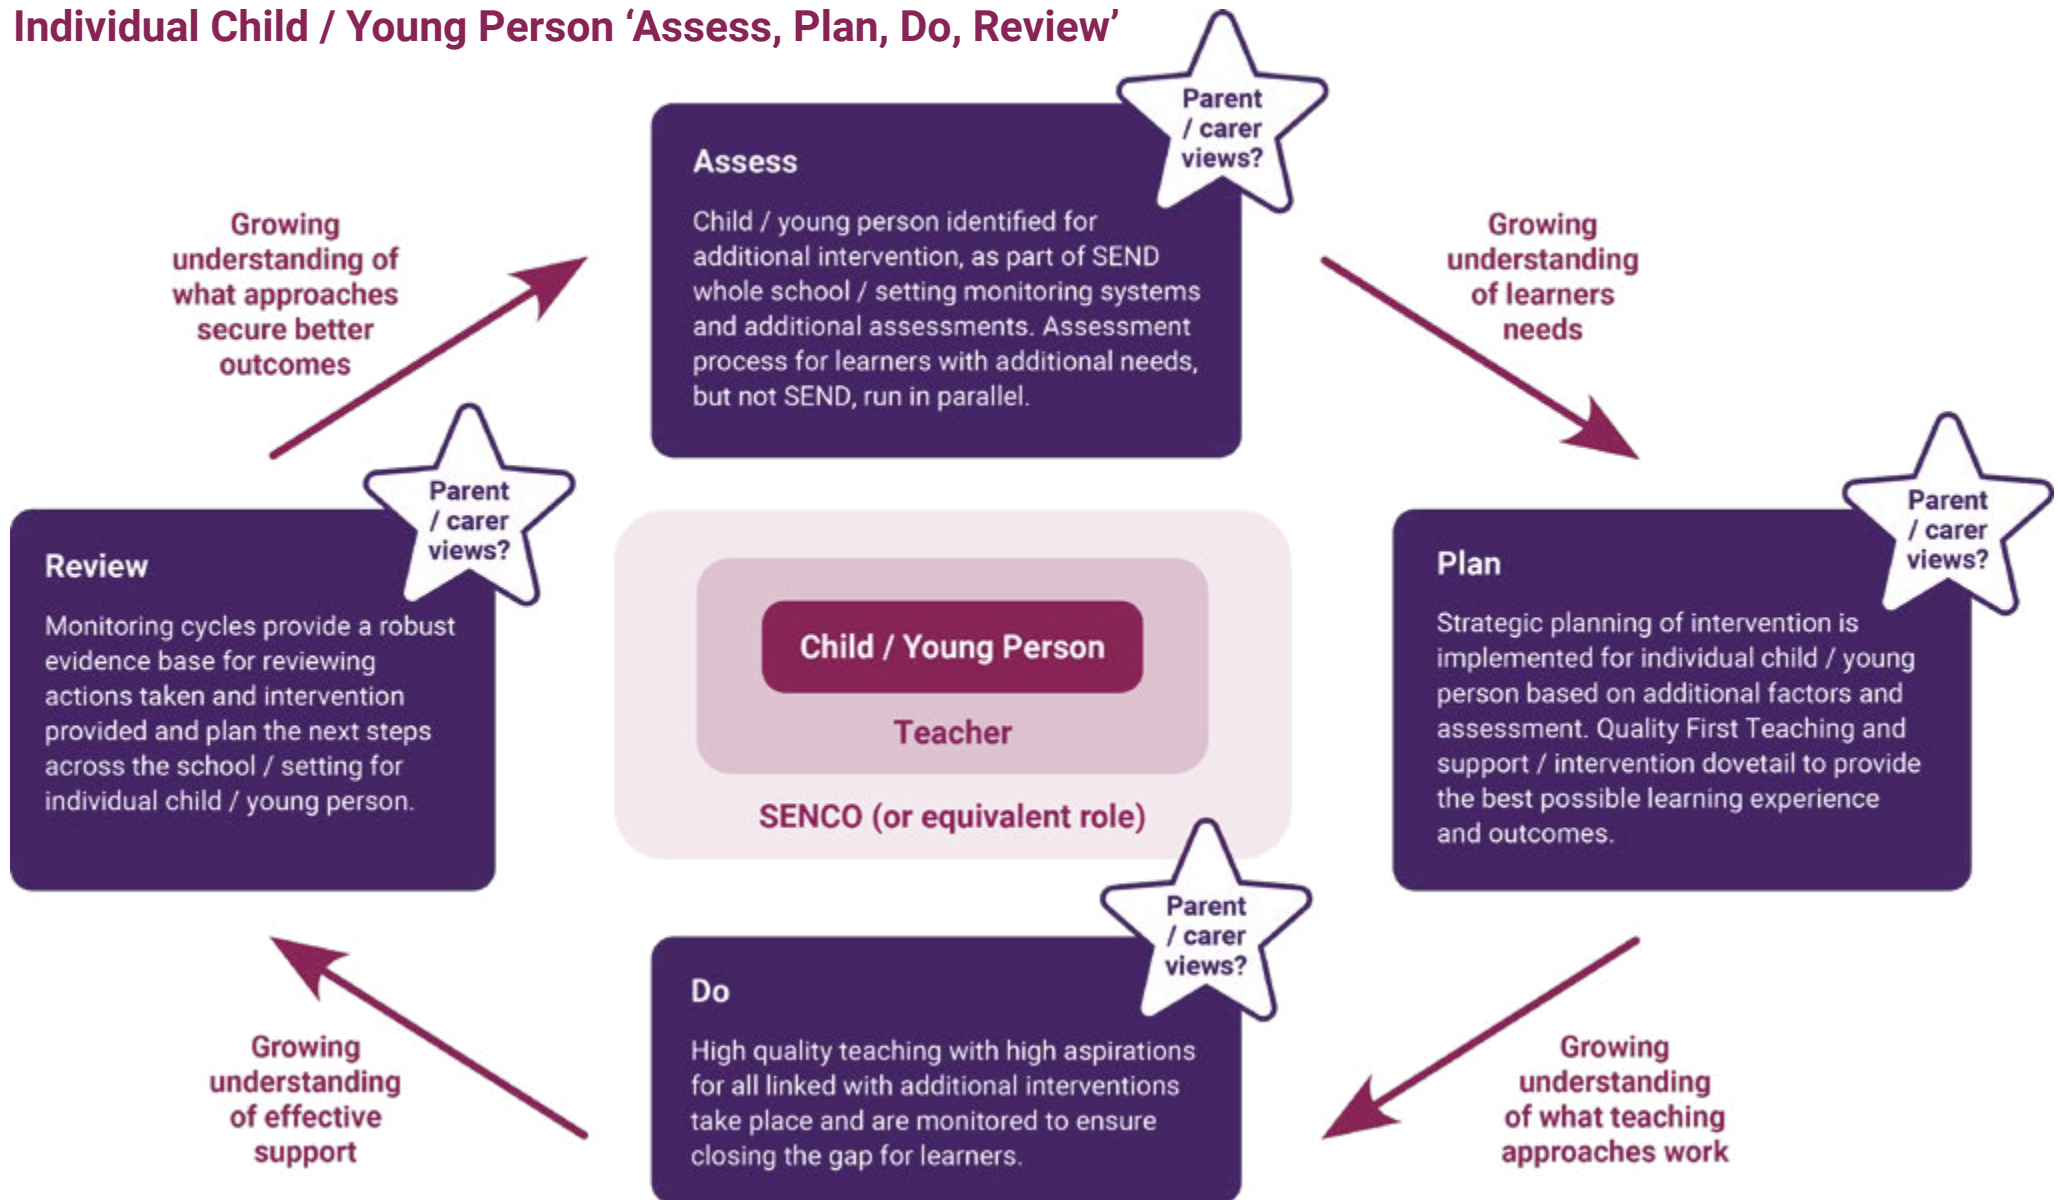 Individual Child / Young Person ‘Assess, Plan, Do, Review’
Parent
/ carer
views?
Assess
Child / young person identified for
additional intervention, as part of SEND
whole school / setting monitoring systems
and additional assessments. Assessment
process for learners with additional needs,
but not SEND, run in parallel.
Growing
understanding
of learners
needs
Parent
/ carer
views?
Plan
Strategic planning of intervention is
implemented for individual child / young
person based on additional factors and
assessment. Quality First Teaching and
support / intervention dovetail to provide
the best possible learning experience
and outcomes.
Growing
understanding
of what teaching
approaches work
Parent
/ carer
views?
Do
High quality teaching with high aspirations
for all linked with additional interventions
take place and are monitored to ensure
closing the gap for learners.
Growing
understanding
of effective
support
Parent
/ carer
views?
Review
Monitoring cycles provide a robust
evidence base for reviewing
actions taken and intervention
provided and plan the next steps
across the school / setting for
individual child / young person.
Growing
understanding of
what approaches
secure better
outcomes
Child / Young Person
Teacher
SENCO (or equivalent role)